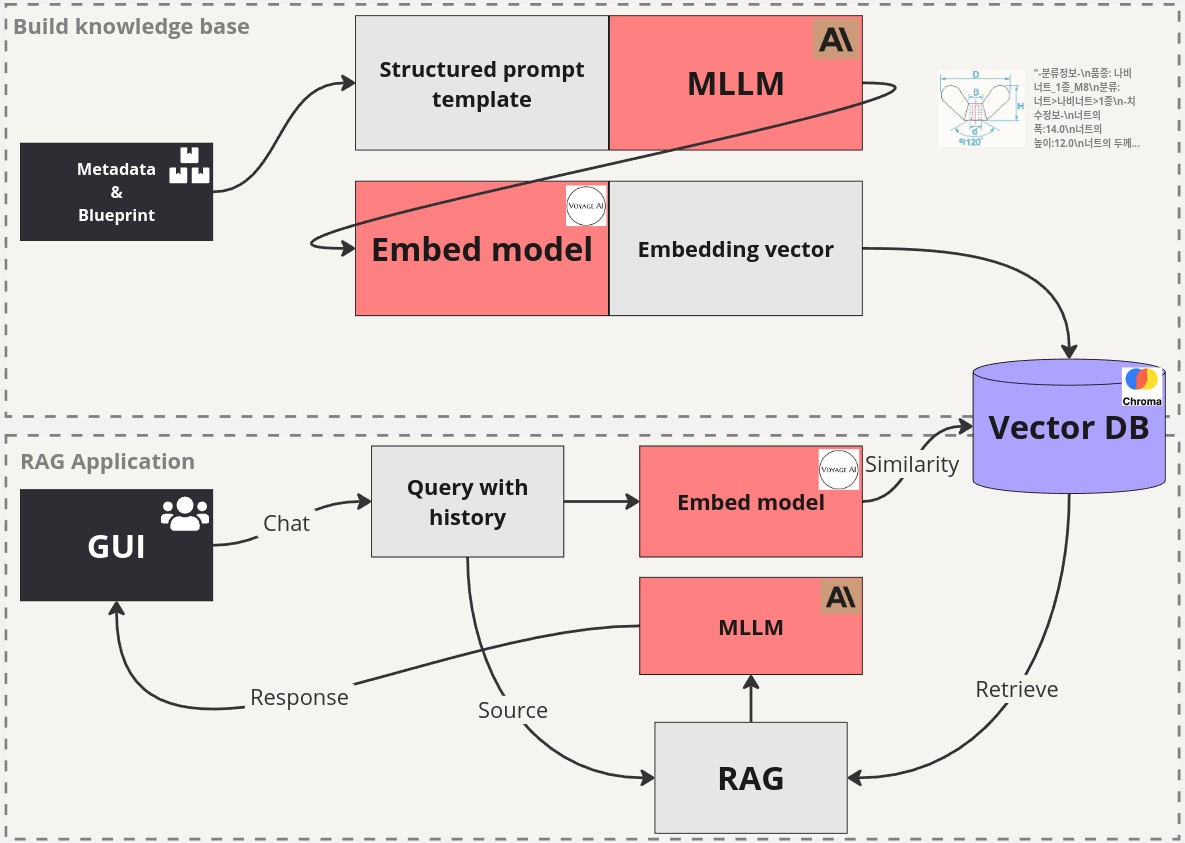 Build knowledge base
Structured prompt
template
MLLM
D
B
H
d
"-분류정보-\n품종: 나비
너트_1종_M8\n분류:
너트>나비너트>1종\n-치
수정보-\n너트의
폭:14.0\n너트의
높이:12.0\n너트의 두께...
Metadata
&
Blueprint
VOYAGE AI
Embed model
Embedding vector
Chroma
Vector DB
RAG Application
GUI
Chat
Query with
history
VOYAGE AI
Embed model
Similarity
MLLM
Response
Source
Retrieve
RAG